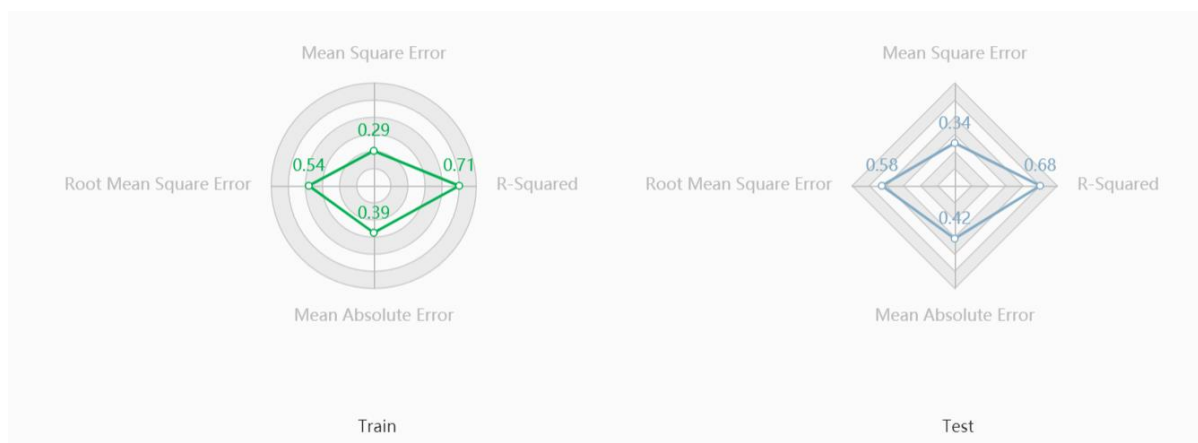 Mean Square Error
0.29
0.54
0.71
Root Mean Square Error
R-Squared
0.39
Mean Absolute Error
Train
Mean Square Error
0.34
0.58
0.68
Root Mean Square Error
R-Squared
0.42
Mean Absolute Error
Test